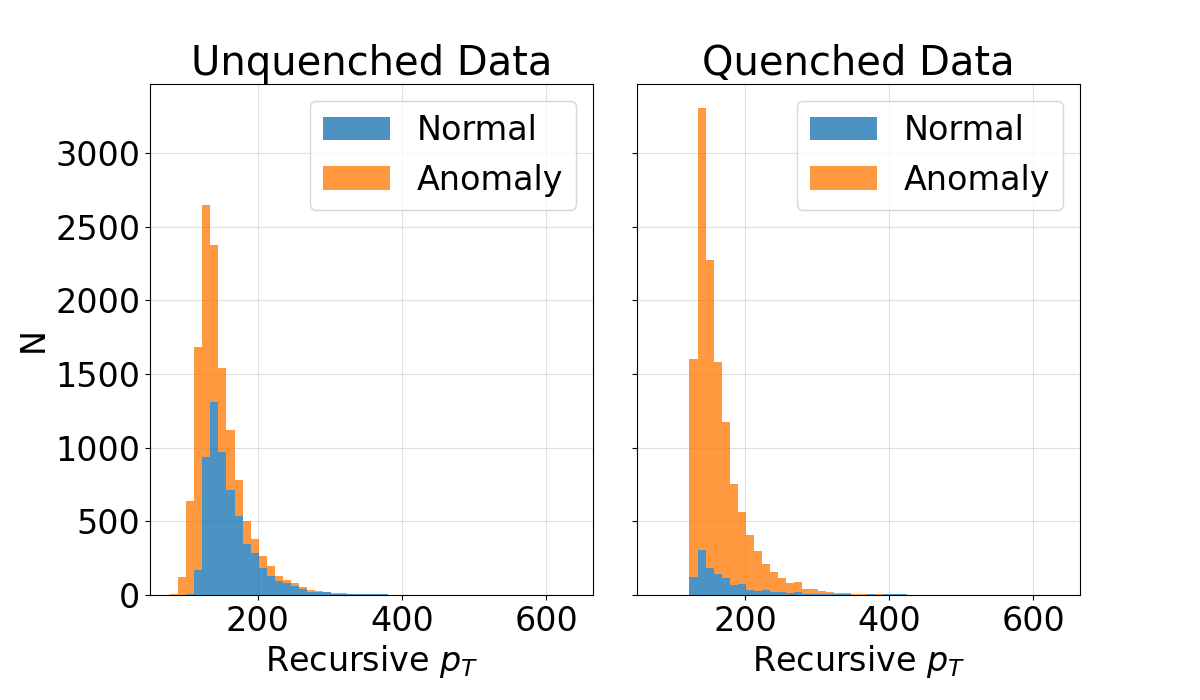 Unquenched Data
Normal
Anomaly
N
3000
2500
2000
1500
1000
500
0
200 400 600
Recursive p_T
Quenched Data
Normal
Anomaly
200 400 600
Recursive p_T